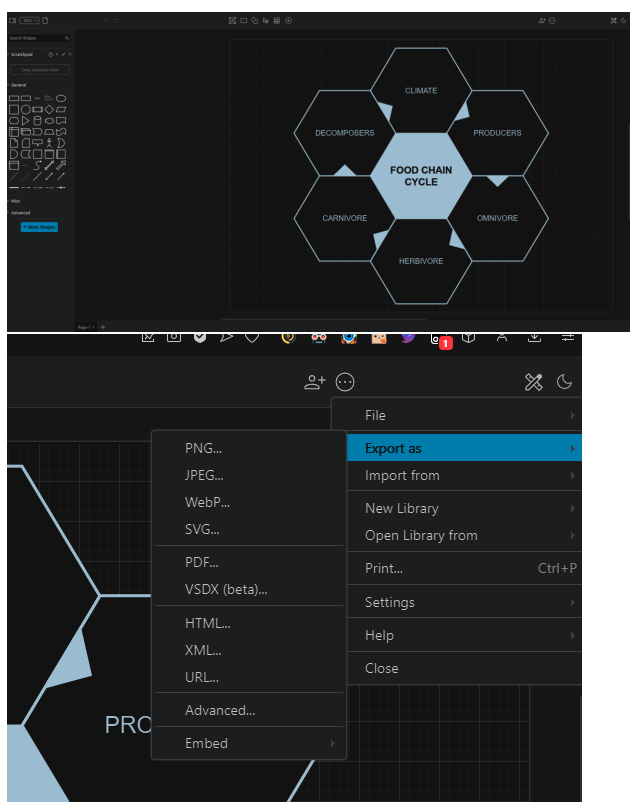 Search Shapes
Scratchpad
Drag elements here
General
Misc
Advanced
+ More Shapes
CLIMATE
DECOMPOSERS
PRODUCERS
FOOD CHAIN
CYCLE
CARNIVORE
OMNIVORE
HERBIVORE
Page-1
1
File
Export as
Import from
New Library
Open Library from
Print... Ctrl+P
Settings
Help
Close
PNG...
JPEG...
WebP...
SVG...
PDF...
VSDX (beta)...
HTML...
XML...
URL...
Advanced...
Embed
PRO